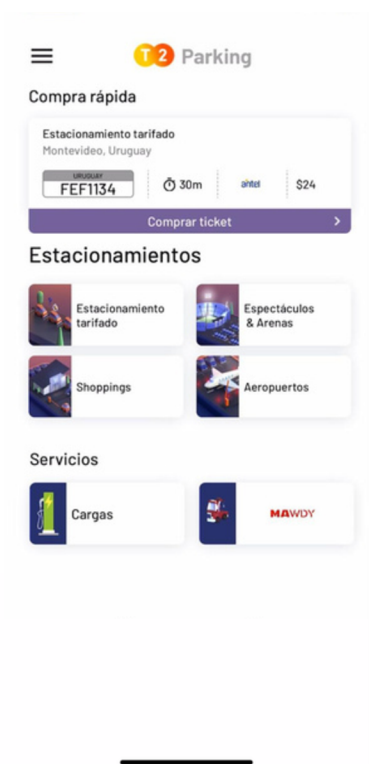 T2 Parking
Compra rápida
Estacionamiento tarifado
Montevideo, Uruguay
URUGUAY
FEF1134
30m
antel
$24
Comprar ticket
Estacionamientos
Estacionamiento
tarifado
Espectáculos
& Arenas
Shoppings
Aeropuertos
Servicios
Cargas
MAWDY